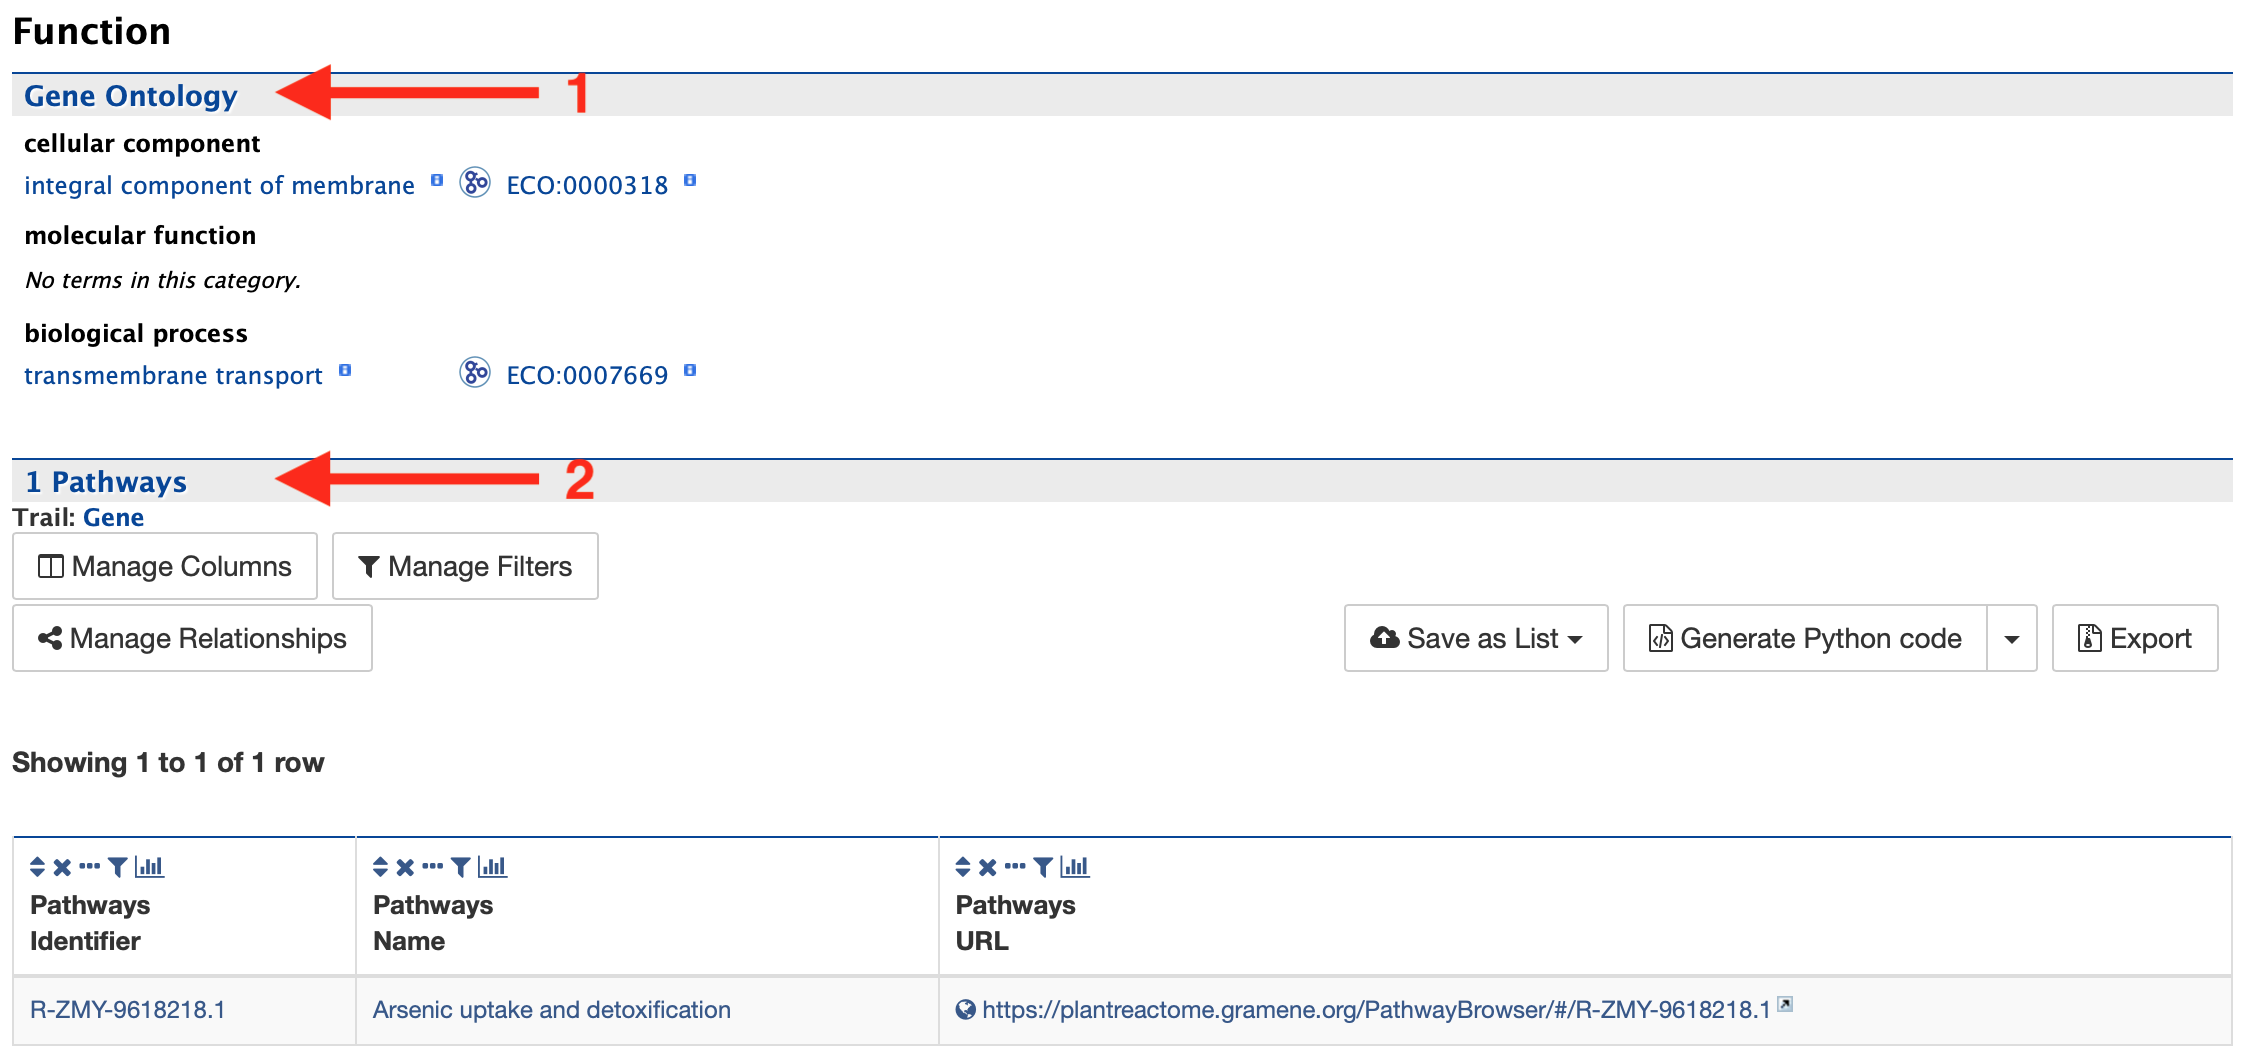 Function
Gene Ontology 1
cellular component
integral component of membrane ECO:0000318
molecular function
No terms in this category.
biological process
transmembrane transport ECO:0007669
1 Pathways 2
Trail: Gene
Manage Columns Manage Filters
Manage Relationships Save as List Generate Python code Export
Showing 1 to 1 of 1 row
Pathways Pathways Pathways
Identifier Name URL
R-ZMY-9618218.1 Arsenic uptake and detoxification https://plantreactome.gramene.org/PathwayBrowser/#/R-ZMY-9618218.1